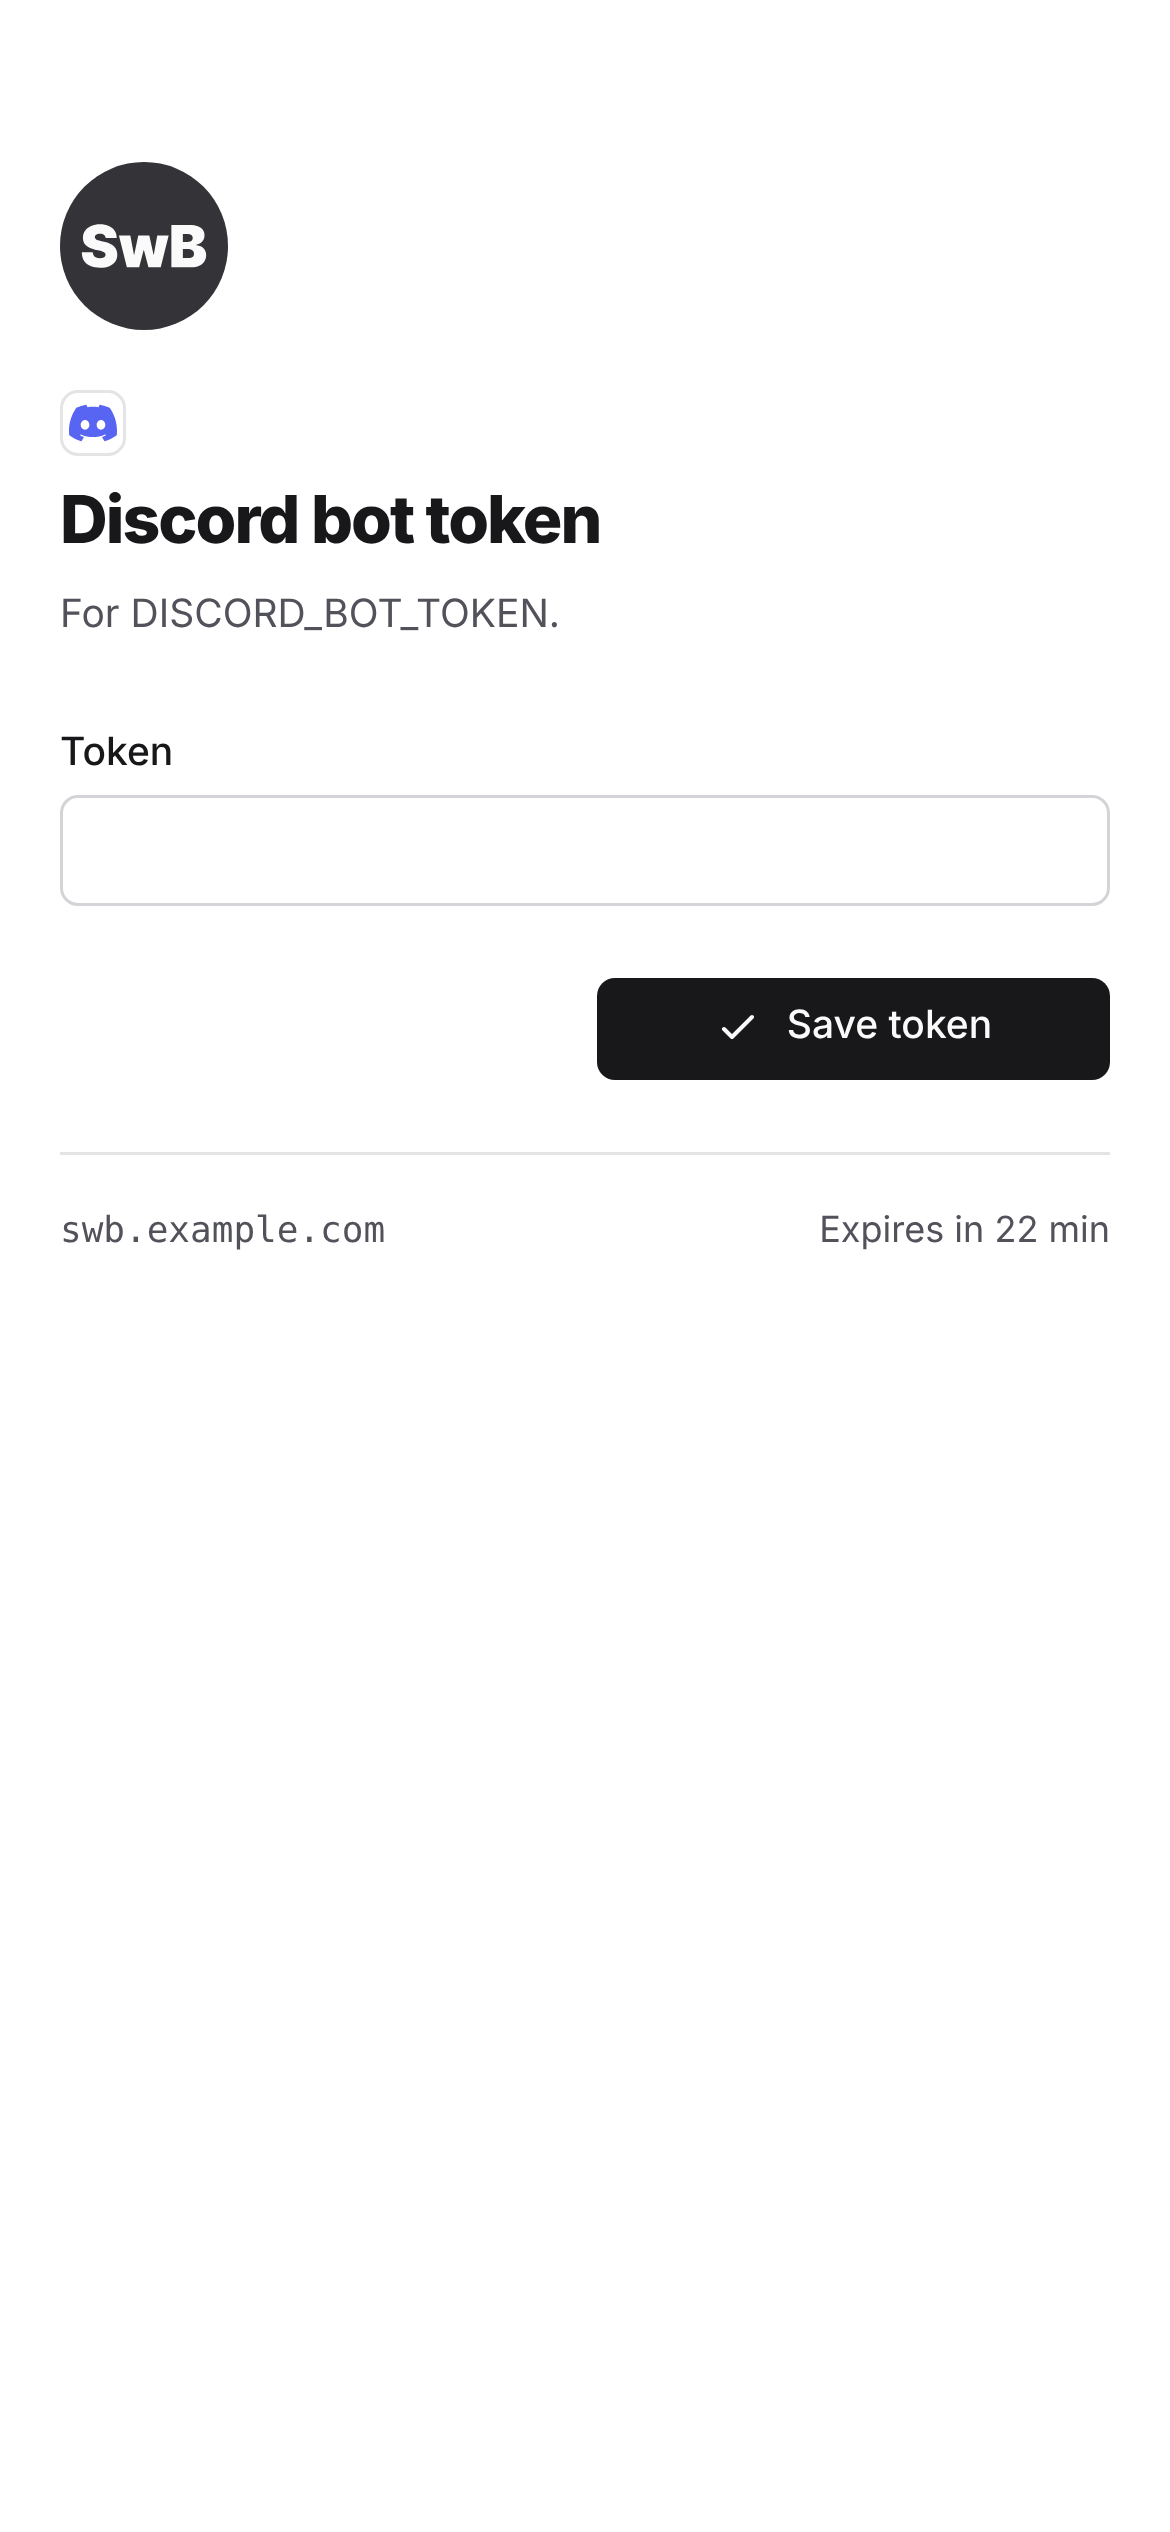 SwB
Discord bot token
For DISCORD_BOT_TOKEN.
Token
Save token
swb.example.com
Expires in 22 min